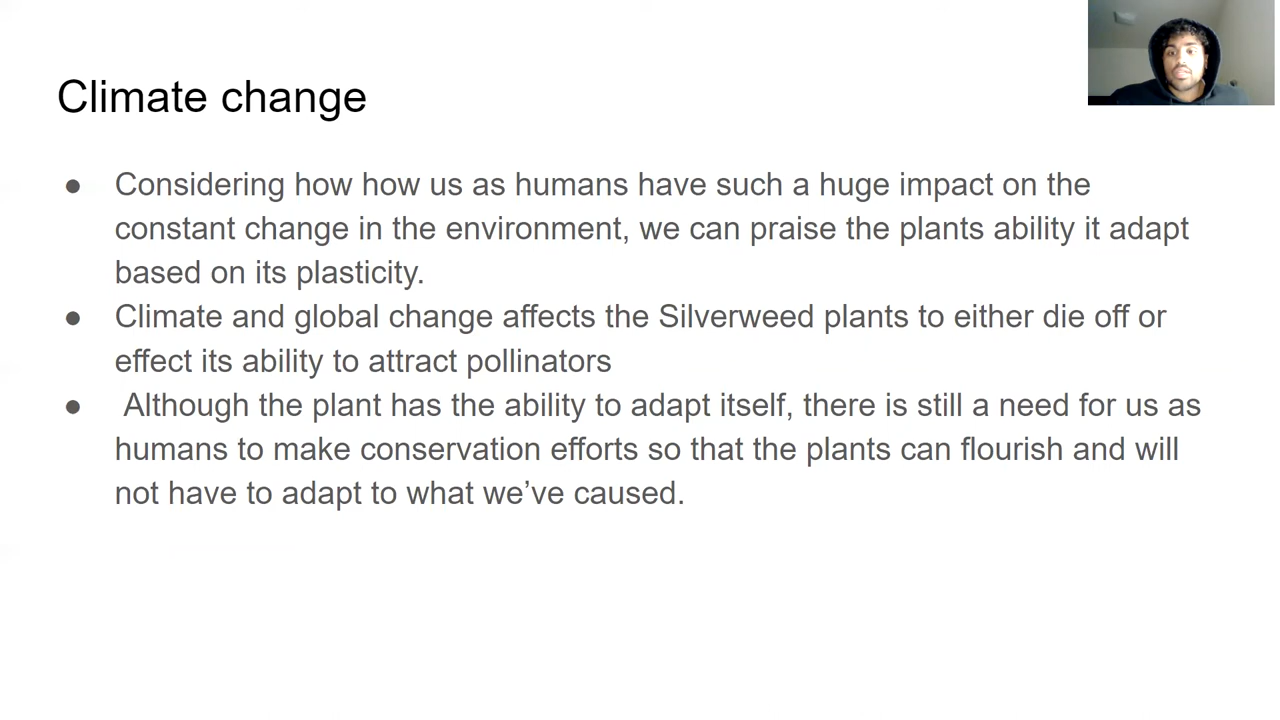 Climate change
● Considering how how us as humans have such a huge impact on the
constant change in the environment, we can praise the plants ability it adapt
based on its plasticity.
● Climate and global change affects the Silverweed plants to either die off or
effect its ability to attract pollinators
● Although the plant has the ability to adapt itself, there is still a need for us as
humans to make conservation efforts so that the plants can flourish and will
not have to adapt to what we’ve caused.